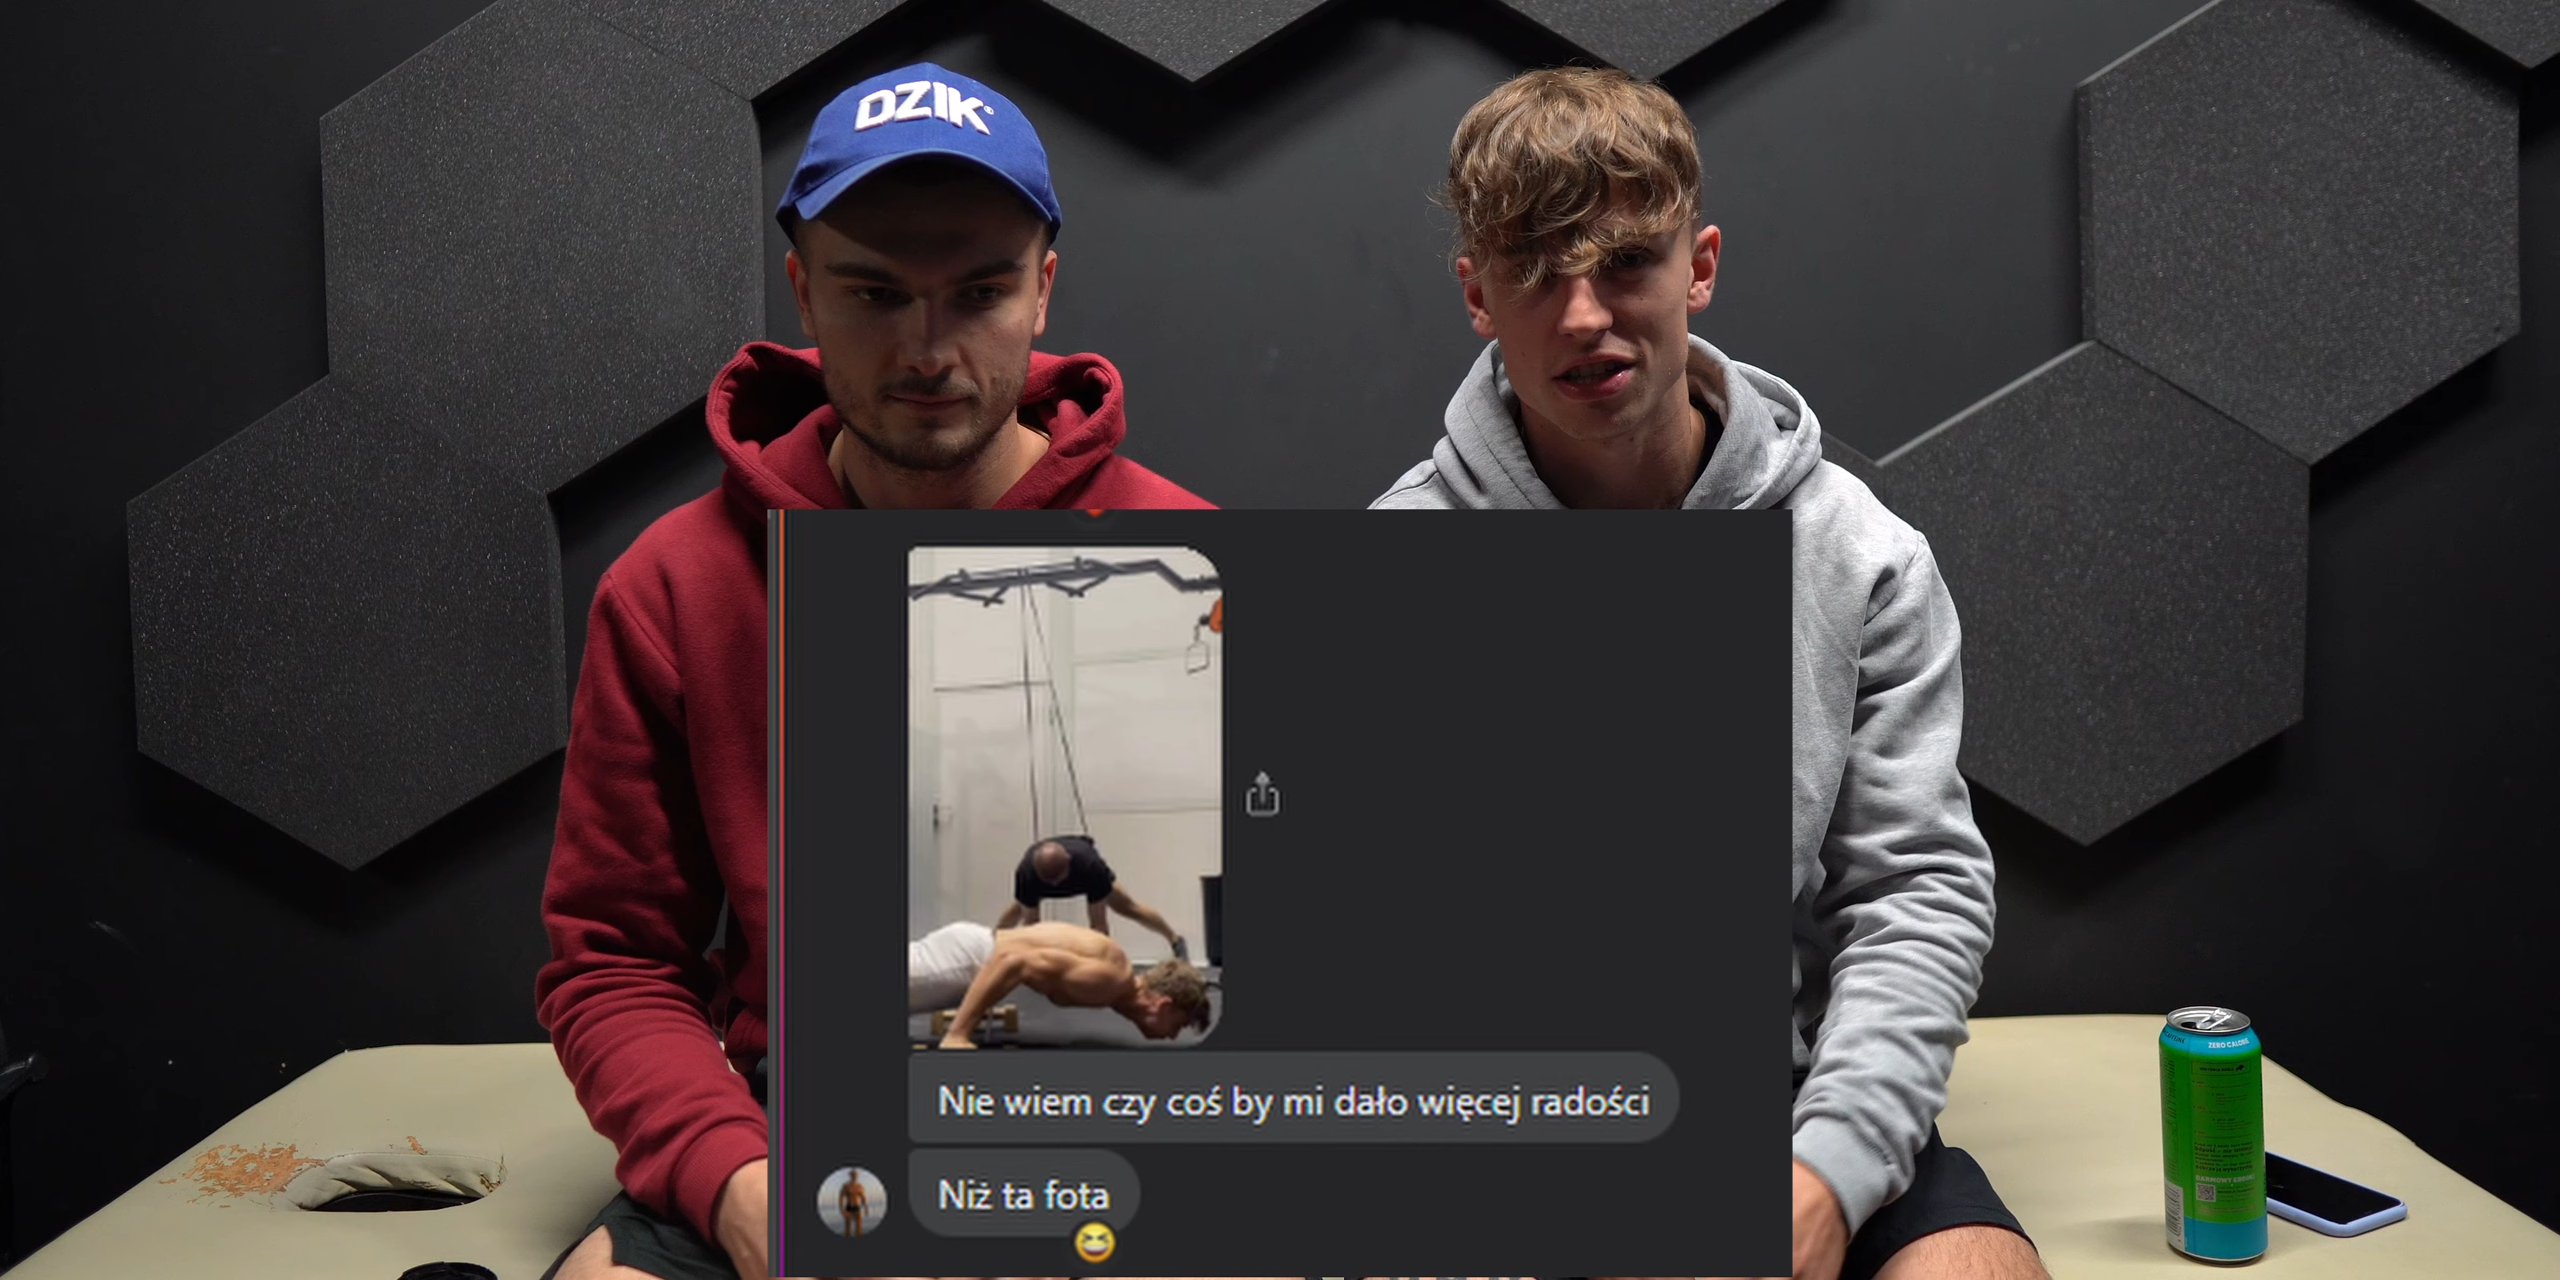 DZIK®
Nie wiem czy coś by mi dało więcej radości
Niż ta fota
ZERO CALORIE